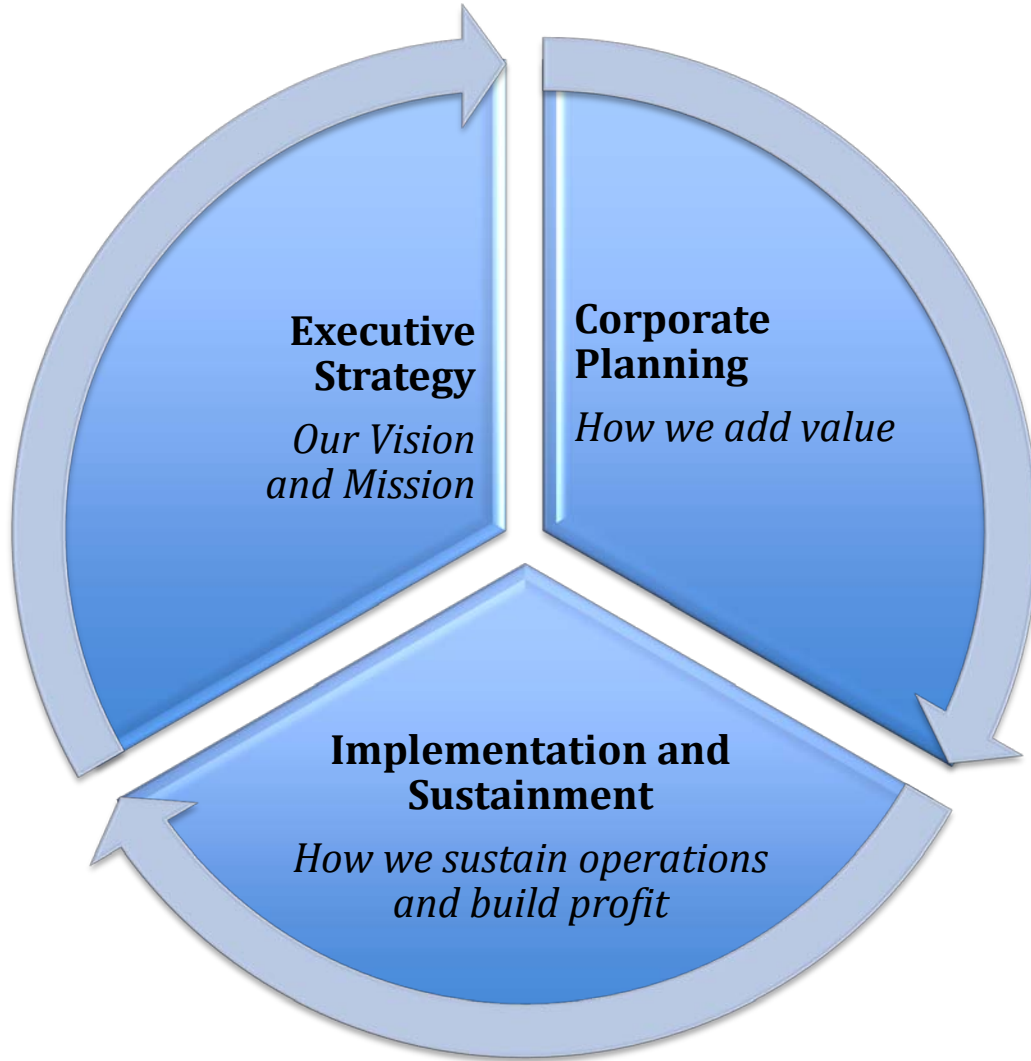 Executive
Strategy
Our Vision
and Mission
Corporate
Planning
How we add value
Implementation and
Sustainment
How we sustain operations
and build profit